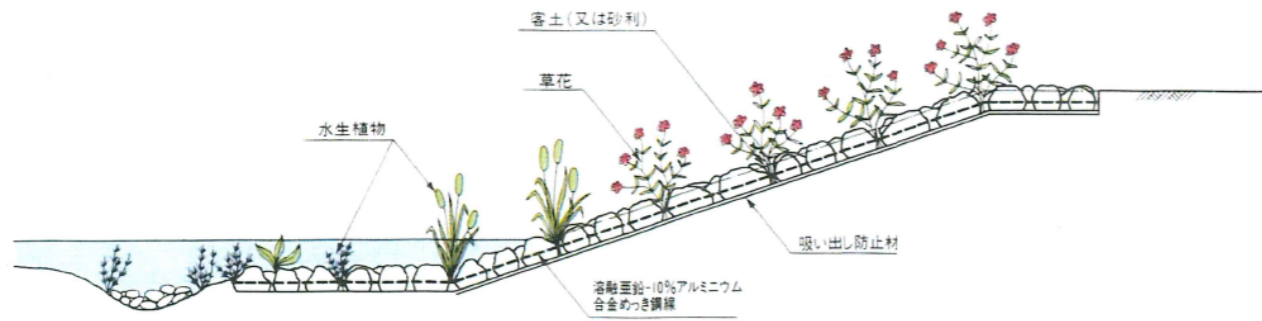 客土(又は砂利)
草花
水生植物
吸い出し防止材
溶融亜鉛-10%アルミニウム
合金めっき鋼線